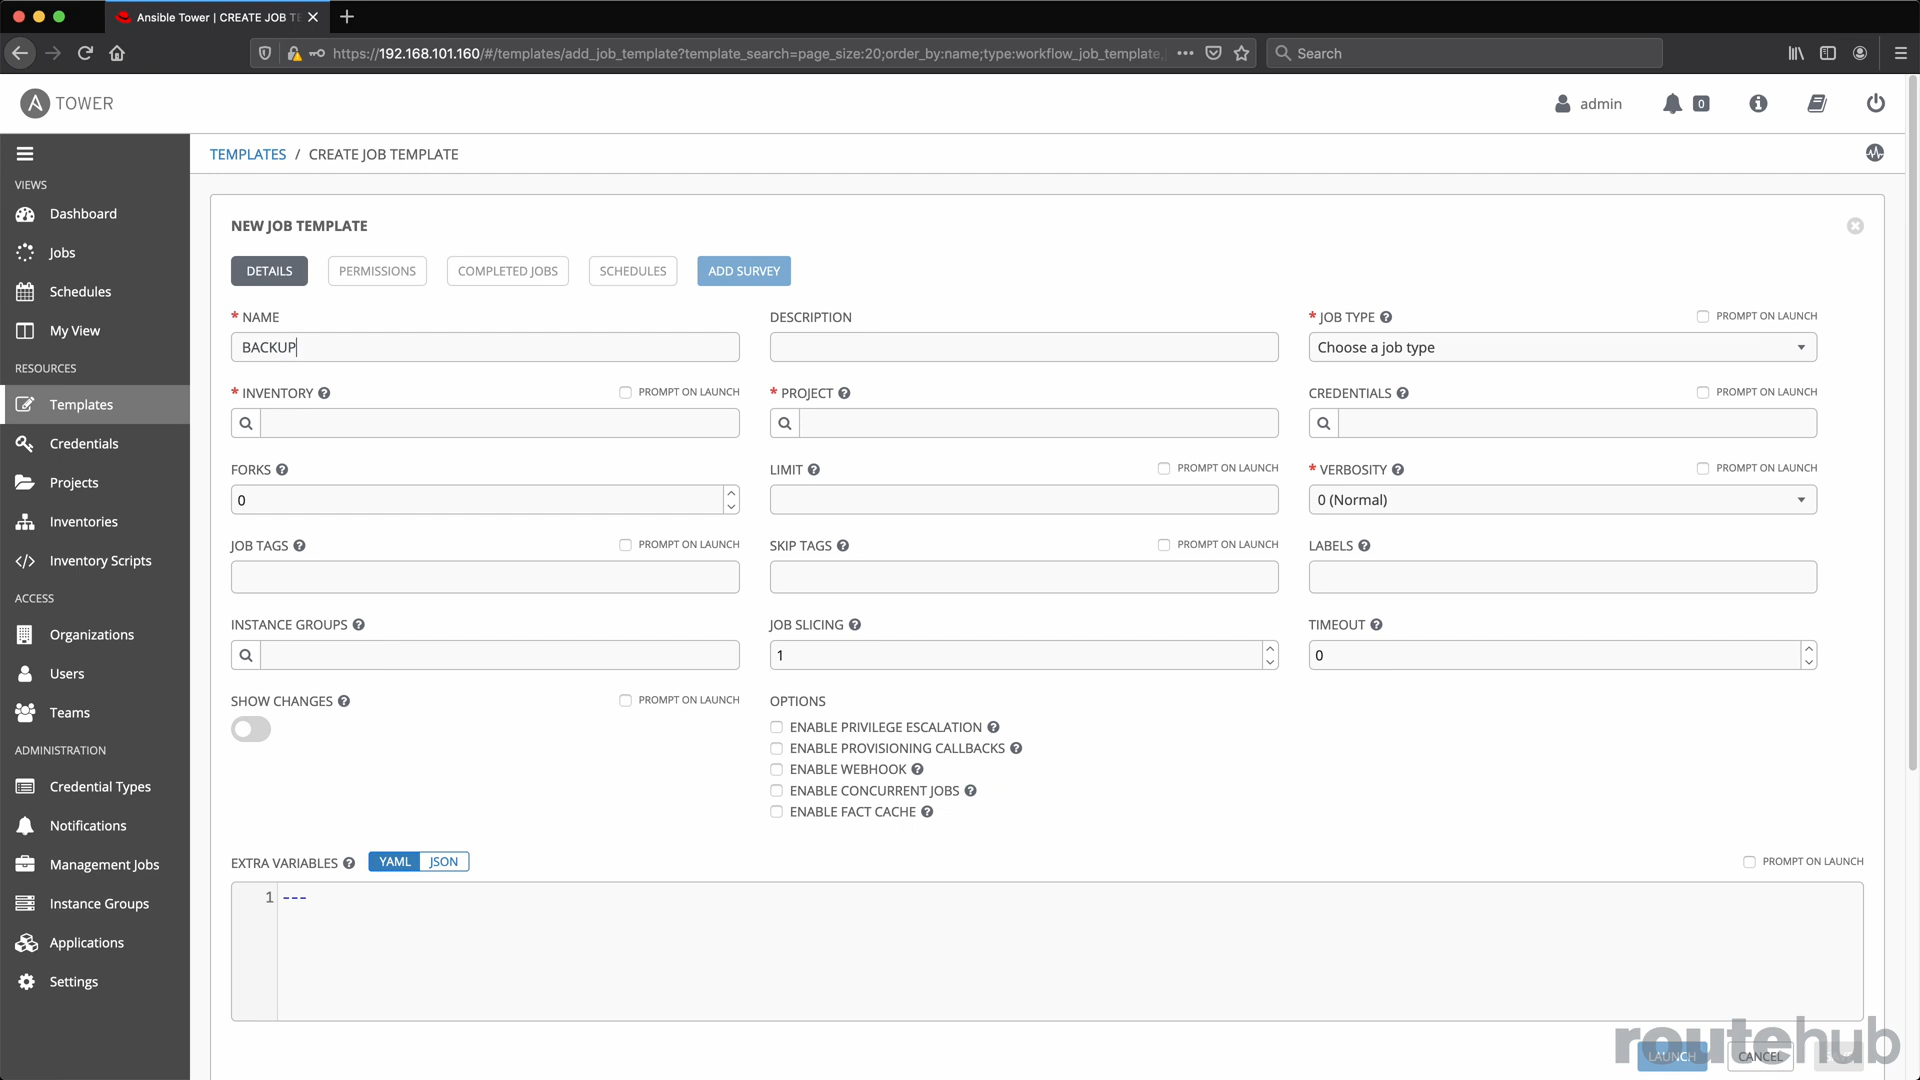 Ansible Tower | CREATE JOB TE
https://192.168.101.160/#/templates/add_job_template?template_search=page_size:20;order_by:name;type:workflow_job_template,
Search
TOWER
admin
0
TEMPLATES / CREATE JOB TEMPLATE
VIEWS
Dashboard
Jobs
Schedules
My View
RESOURCES
Templates
Credentials
Projects
Inventories
Inventory Scripts
ACCESS
Organizations
Users
Teams
ADMINISTRATION
Credential Types
Notifications
Management Jobs
Instance Groups
Applications
Settings
NEW JOB TEMPLATE
DETAILS PERMISSIONS COMPLETED JOBS SCHEDULES ADD SURVEY
* NAME
BACKUP
DESCRIPTION
* JOB TYPE
PROMPT ON LAUNCH
Choose a job type
* INVENTORY
PROMPT ON LAUNCH
* PROJECT
CREDENTIALS
PROMPT ON LAUNCH
FORKS
0
LIMIT
PROMPT ON LAUNCH
* VERBOSITY
PROMPT ON LAUNCH
0 (Normal)
JOB TAGS
PROMPT ON LAUNCH
SKIP TAGS
PROMPT ON LAUNCH
LABELS
INSTANCE GROUPS
JOB SLICING
1
TIMEOUT
0
SHOW CHANGES
PROMPT ON LAUNCH
OPTIONS
ENABLE PRIVILEGE ESCALATION
ENABLE PROVISIONING CALLBACKS
ENABLE WEBHOOK
ENABLE CONCURRENT JOBS
ENABLE FACT CACHE
EXTRA VARIABLES
YAML JSON
PROMPT ON LAUNCH
1 ---
LAUNCH
CANCEL
routehub